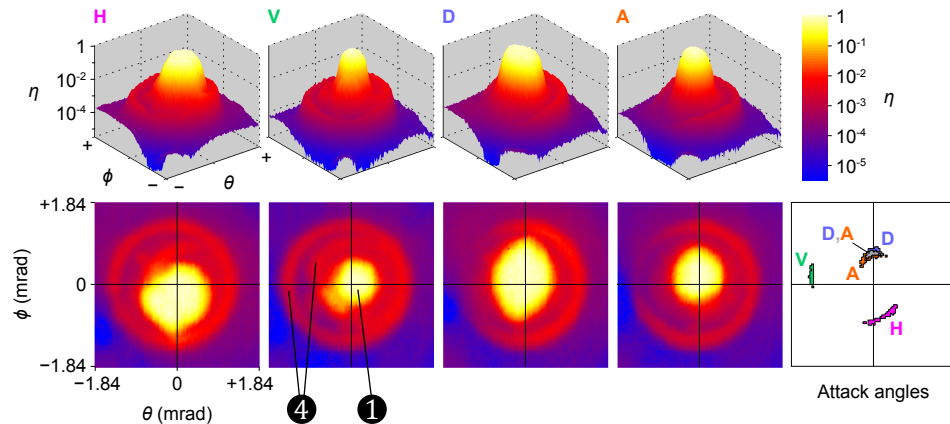 H V D A
1
η
10⁻²
10⁻⁴
+
ϕ
−
−
θ
+
1
10⁻¹
10⁻²
10⁻³
η
10⁻⁴
10⁻⁵
+1.84
ϕ (mrad)
0
−1.84
−1.84 0 +1.84
θ (mrad)
4 1
D,A D
V
A
H
Attack angles